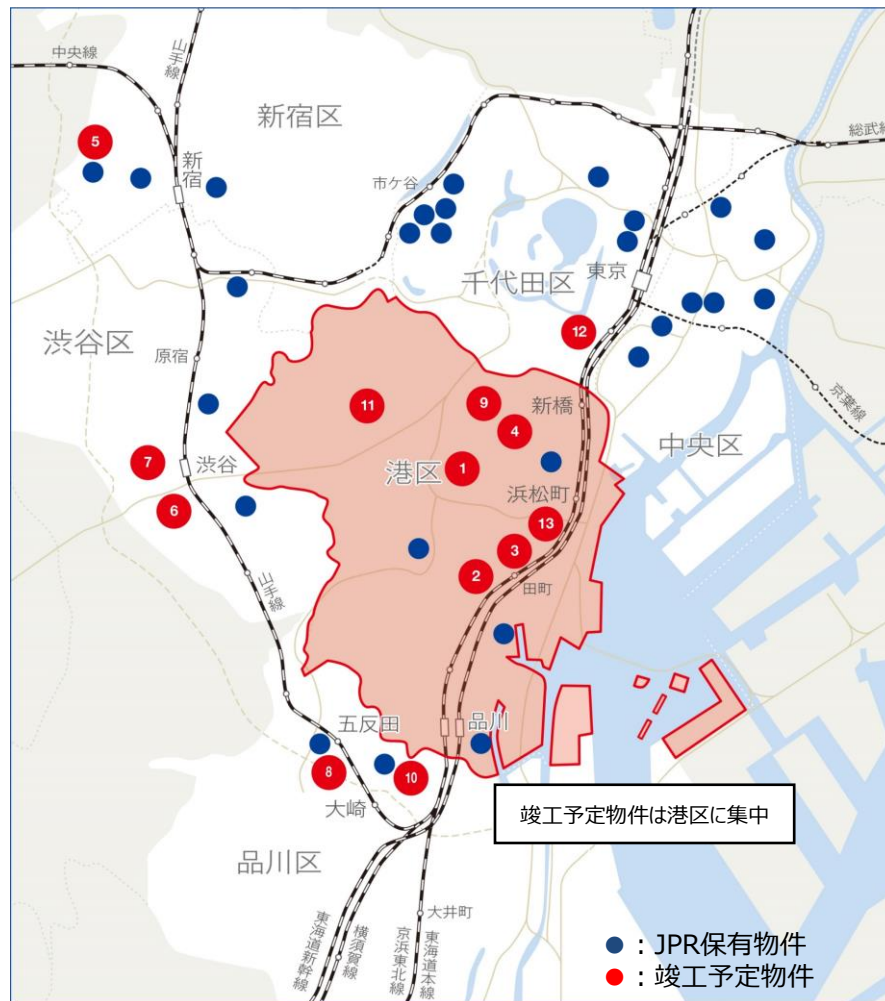 中央線
山手線
新宿区
総武線
5
新宿
市ケ谷
千代田区
東京
渋谷区
12
原宿
11
9
新橋
4
京葉線
中央区
7
渋谷
港区
1
浜松町
6
13
3
2
田町
山手線
五反田
品川
8
10
大崎
竣工予定物件は港区に集中
品川区
大井町
東海道新幹線
横須賀線
京浜東北線
東海道本線
：JPR保有物件
：竣工予定物件